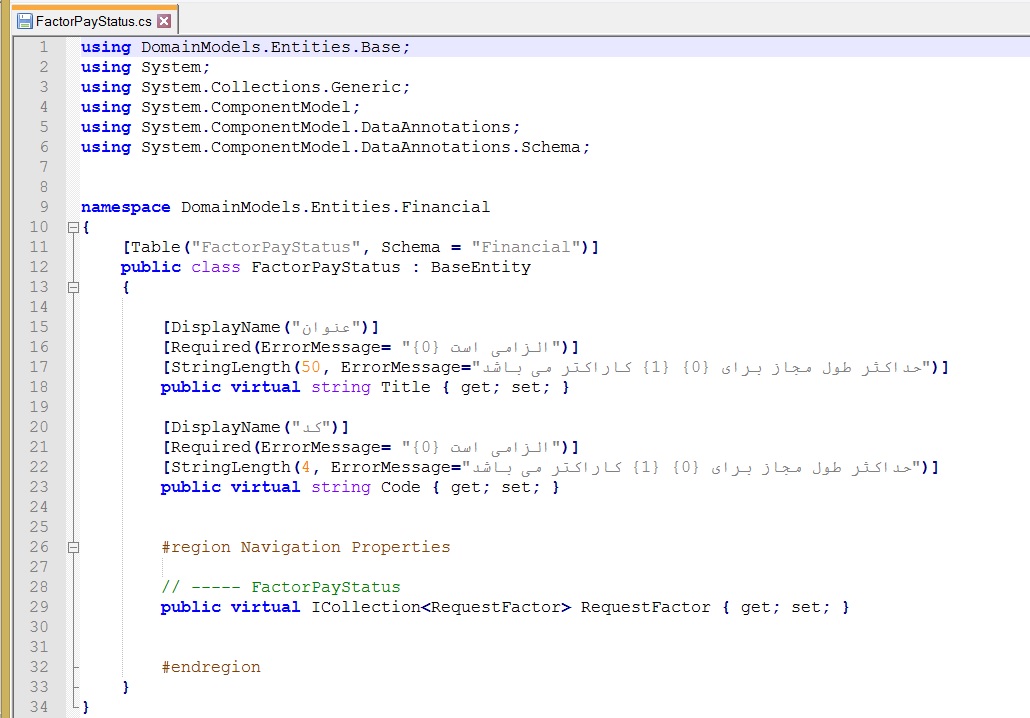 FactorPayStatus.cs
1 using DomainModels.Entities.Base;
2 using System;
3 using System.Collections.Generic;
4 using System.ComponentModel;
5 using System.ComponentModel.DataAnnotations;
6 using System.ComponentModel.DataAnnotations.Schema;
7
8
9 namespace DomainModels.Entities.Financial
10 {
11 [Table("FactorPayStatus", Schema = "Financial")]
12 public class FactorPayStatus : BaseEntity
13 {
14
15 [DisplayName("عنوان")]
16 [Required(ErrorMessage= "{0} الزامی است")]
17 [StringLength(50, ErrorMessage="حداکثر طول مجاز برای {0} {1} کاراکتر می باشد")]
18 public virtual string Title { get; set; }
19
20 [DisplayName("کد")]
21 [Required(ErrorMessage= "{0} الزامی است")]
22 [StringLength(4, ErrorMessage="حداکثر طول مجاز برای {0} {1} کاراکتر می باشد")]
23 public virtual string Code { get; set; }
24
25
26 #region Navigation Properties
27
28 // ----- FactorPayStatus
29 public virtual ICollection<RequestFactor> RequestFactor { get; set; }
30
31
32 #endregion
33 }
34 }